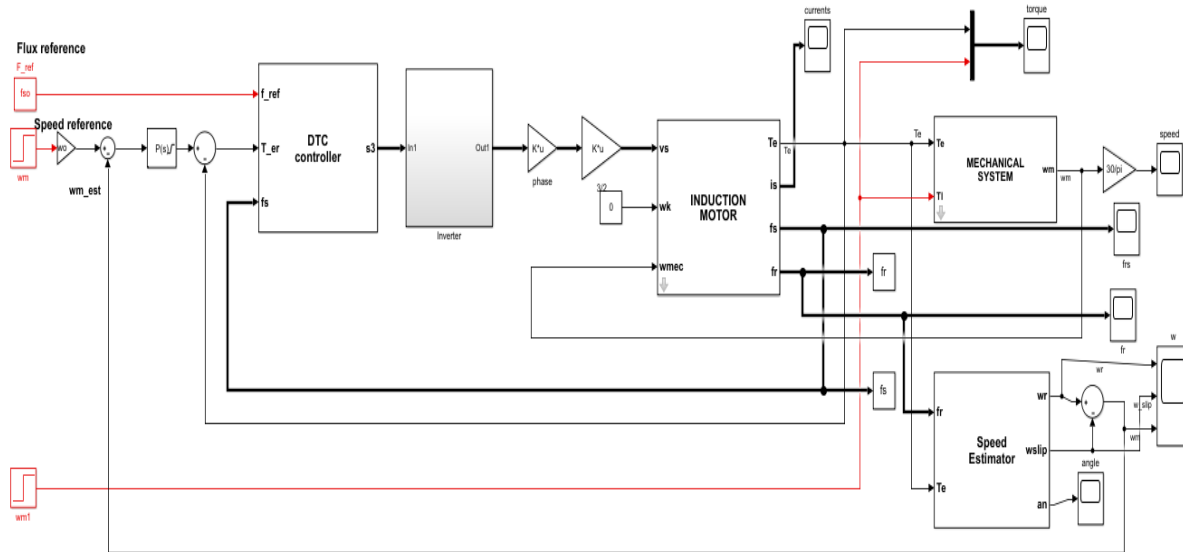 currents
torque
Flux reference
F_ref
fso
Speed reference
wo
wm
wm_est
P(s)
f_ref
T_er
fs
DTC
controller
s3
In1
Out1
Inverter
K*u
phase
K*u
3/2
0
vs
wk
wmec
INDUCTION
MOTOR
Te
is
fs
fr
Te
Te
Te
Tl
MECHANICAL
SYSTEM
wm
wm
30/pi
speed
frs
fr
fr
fs
w
wr
w_slip
wm
fr
Te
Speed
Estimator
wr
wslip
an
angle
wm1